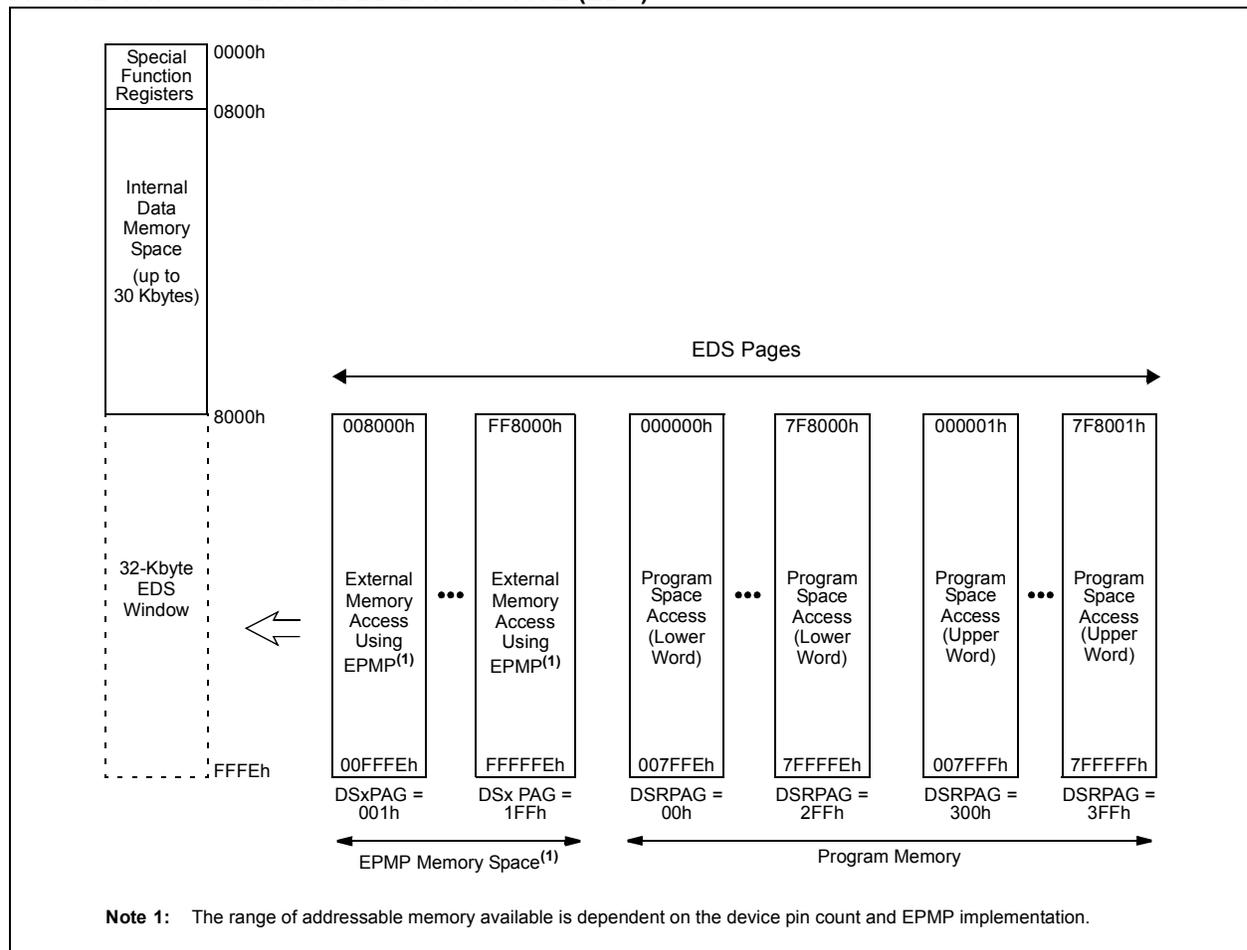 Special
Function
Registers
0000h
0800h
Internal
Data
Memory
Space
(up to
30 Kbytes)
EDS Pages
8000h
32-Kbyte
EDS
Window
FFFEh
008000h
External
Memory
Access
Using
EPMP(1)
00FFFEh
DSxPAG =
001h
•••
FF8000h
External
Memory
Access
Using
EPMP(1)
FFFFFEh
DSx PAG =
1FFh
000000h
Program
Space
Access
(Lower
Word)
007FFEh
DSRPAG =
00h
•••
7F8000h
Program
Space
Access
(Lower
Word)
7FFFFEh
DSRPAG =
2FFh
000001h
Program
Space
Access
(Upper
Word)
007FFFh
DSRPAG =
300h
•••
7F8001h
Program
Space
Access
(Upper
Word)
7FFFFFh
DSRPAG =
3FFh
EPMP Memory Space(1)
Program Memory
Note 1: The range of addressable memory available is dependent on the device pin count and EPMP implementation.